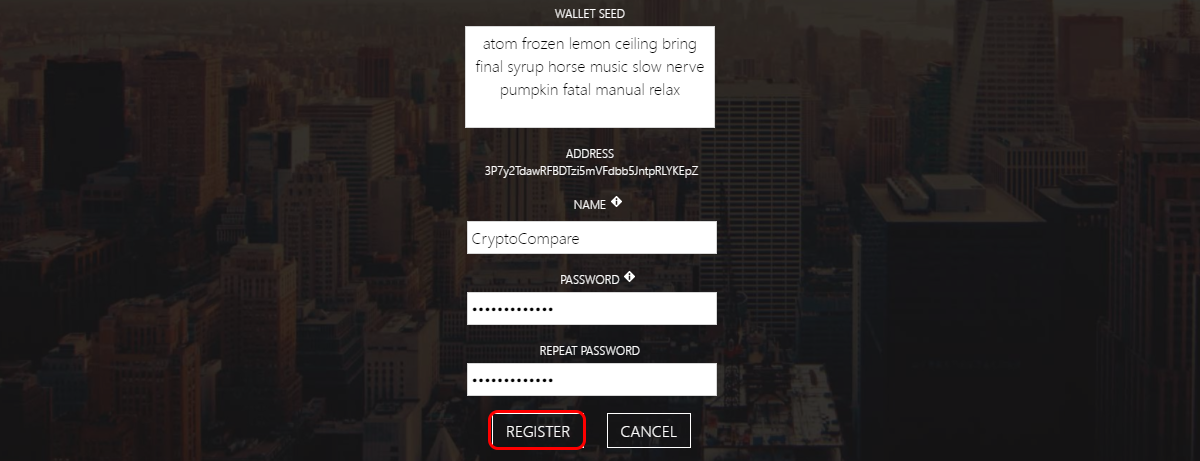 WALLET SEED
atom frozen lemon ceiling bring
final syrup horse music slow nerve
pumpkin fatal manual relax
ADDRESS
3P7y2TdawRFBDTzi5mVFdbb5JntpRLYKEpZ
NAME
CryptoCompare
PASSWORD
•••••••••••••
REPEAT PASSWORD
•••••••••••••
REGISTER CANCEL